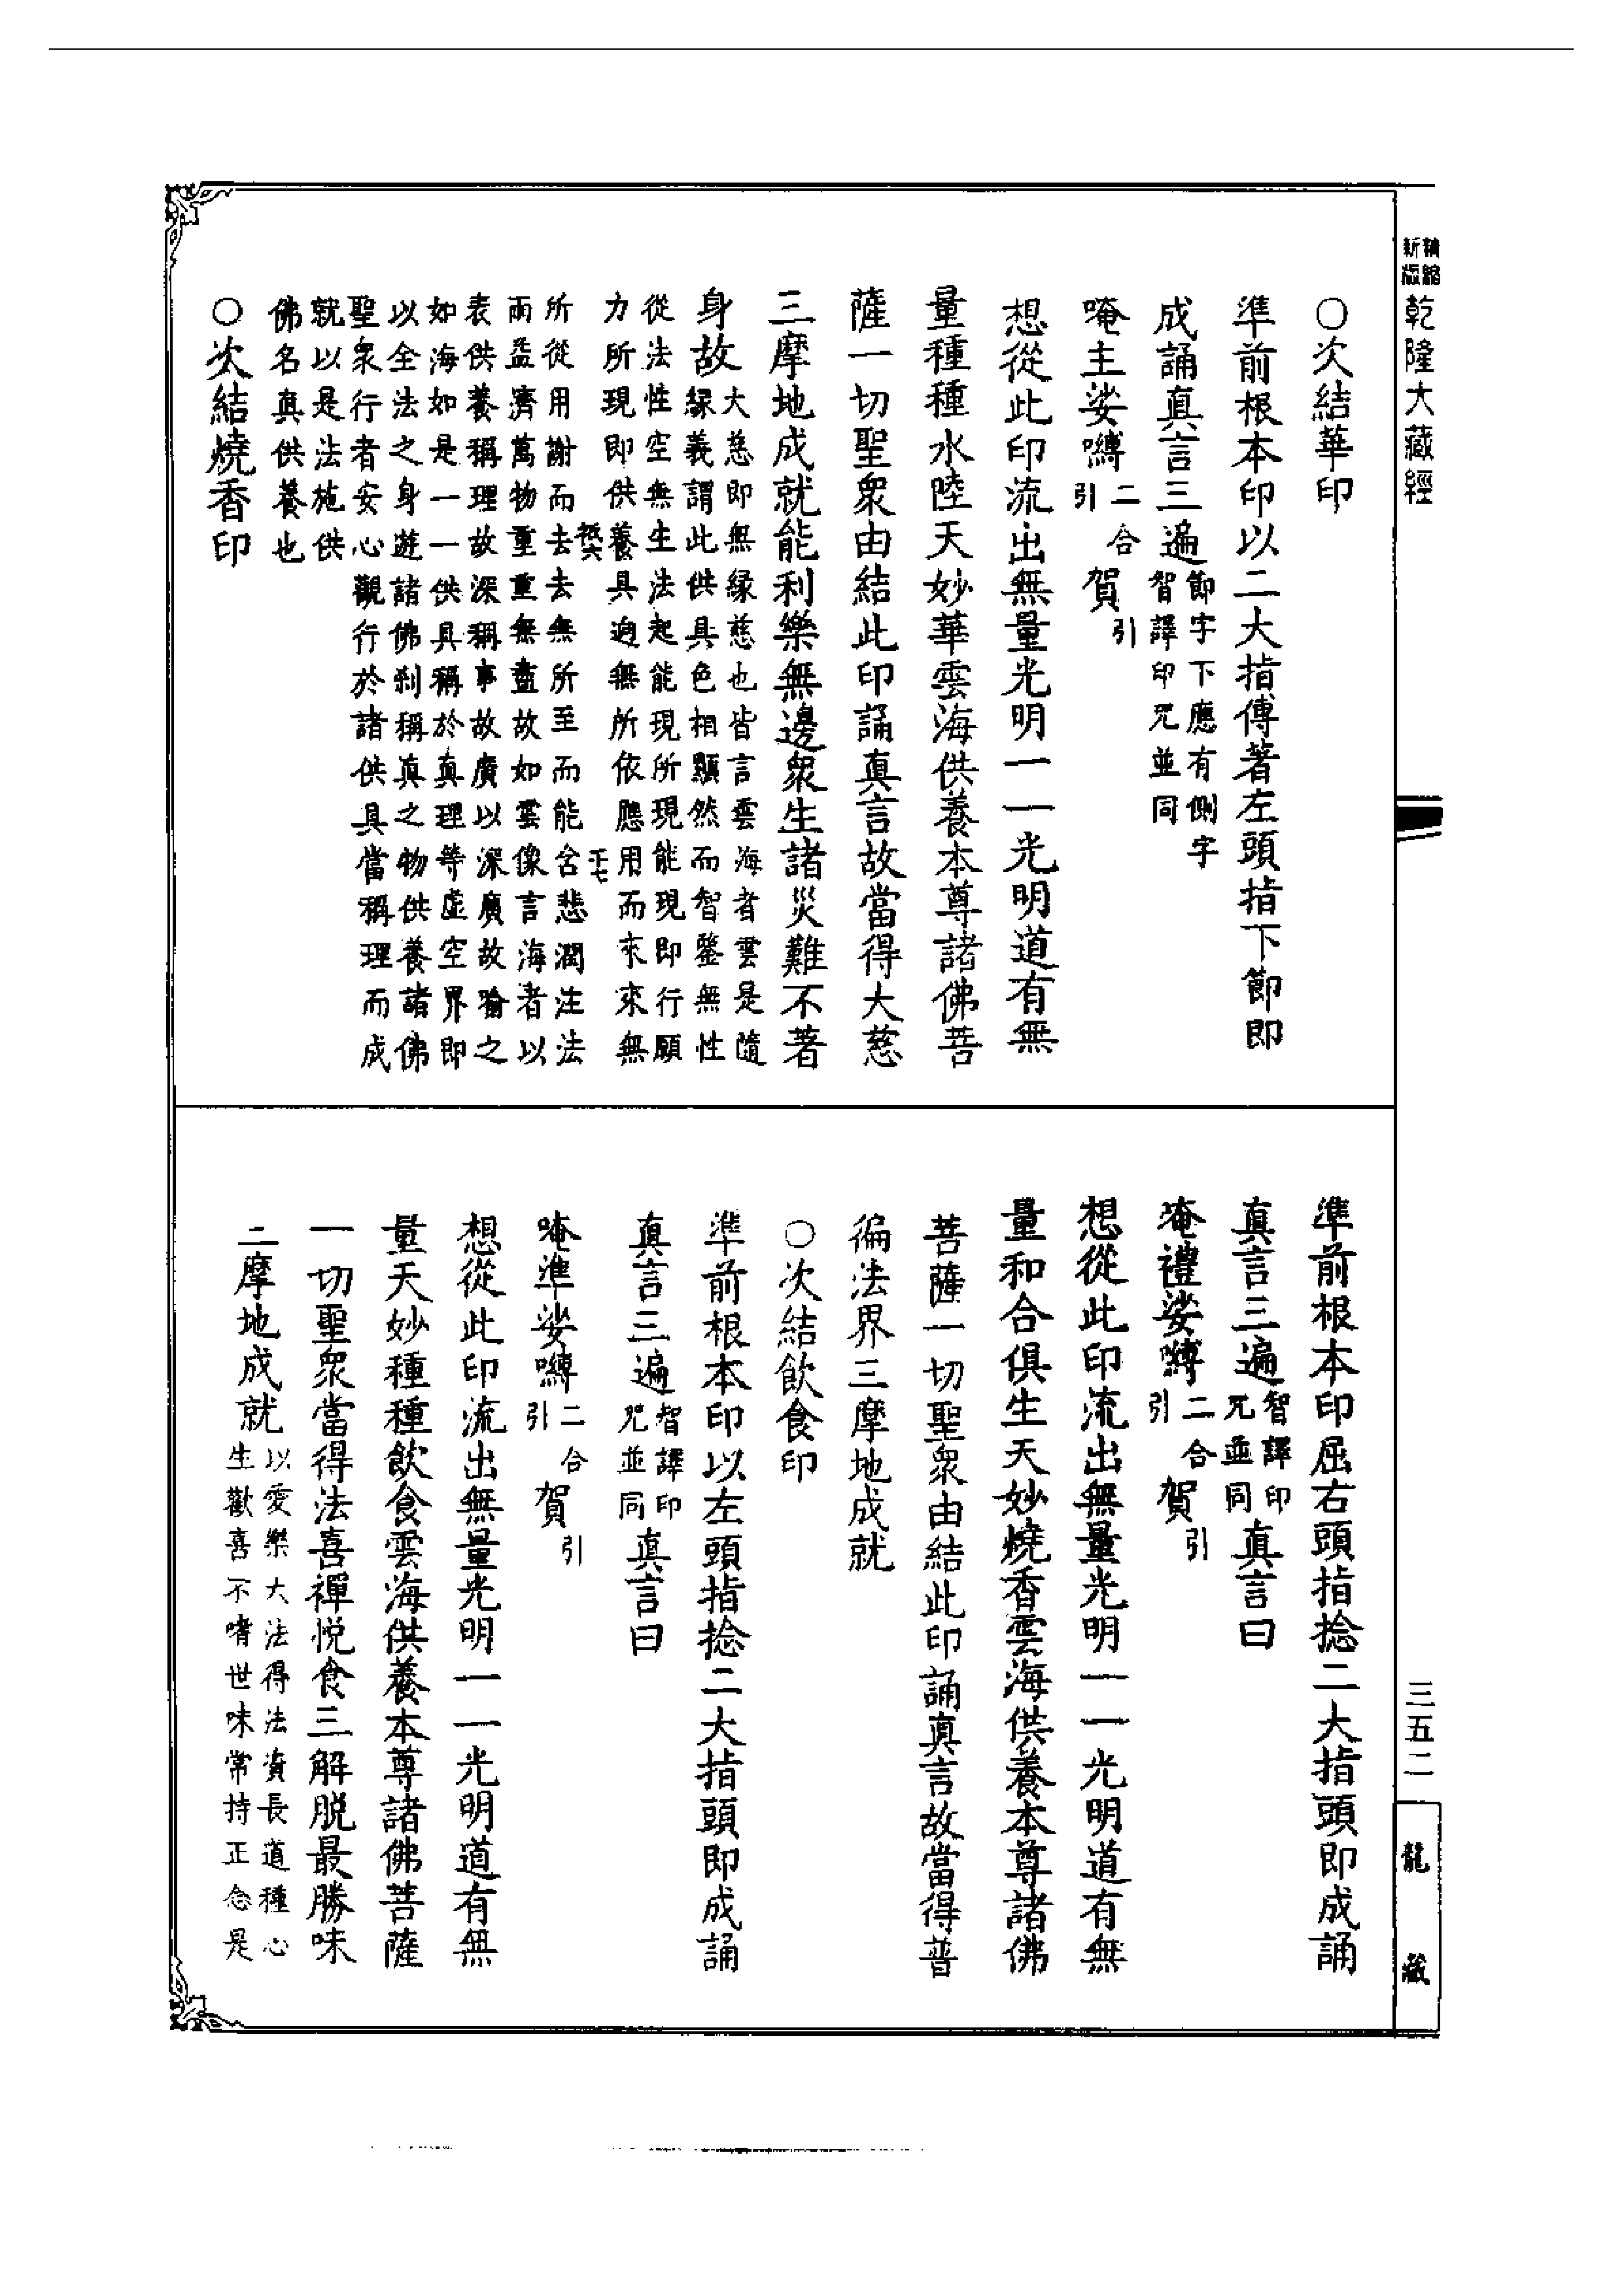 精縮新版
乾隆大藏經
○次結華印
準前根本印以二大指傅著左頭指下節即
成誦真言三遍節字下應有側字智譯印咒並同
唵主娑嚩二合引賀引
想從此印流出無量光明一一光明道有無
量種種水陸天妙華雲海供養本尊諸佛菩
薩一切聖衆由結此印誦真言故當得大慈
三摩地成就能利樂無邊衆生諸災難不著
身故大慈即無緣慈也皆言雲海者雲是隨
緣義謂此供具色相顯然而智鑒無性
從法性空無生法起能現所現能現即行願
力所現即供養具迥無所依應用而來來無
所從用謝而去去無所至而能含悲潤注法
雨益濟萬物重重無盡故如雲像言海者以
表供養稱理故深稱事故廣以深廣故喻之
如海如是一一供具稱於真理等虛空界即
以全法之身遊諸佛刹稱真之物供養諸佛
聖衆行者安心觀行於諸供具當稱理而成
就以是法施供
佛名真供養也
○次結燒香印
準前根本印屈右頭指捻二大指頭即成誦
真言三遍智譯印咒並同真言曰
唵禮娑嚩二合引賀引
想從此印流出無量光明一一光明道有無
量和合俱生天妙燒香雲海供養本尊諸佛
菩薩一切聖衆由結此印誦真言故當得普
徧法界三摩地成就
○次結飲食印
準前根本印以左頭指捻二大指頭即成誦
真言三遍智譯印咒並同真言曰
唵準娑嚩二合引賀引
想從此印流出無量光明一一光明道有無
量天妙種種飲食雲海供養本尊諸佛菩薩
一切聖衆當得法喜禪悅食三解脫最勝味
三摩地成就以愛樂大法得法資長道種心
生歡喜不嗜世味常持正念是
三五二
龍藏